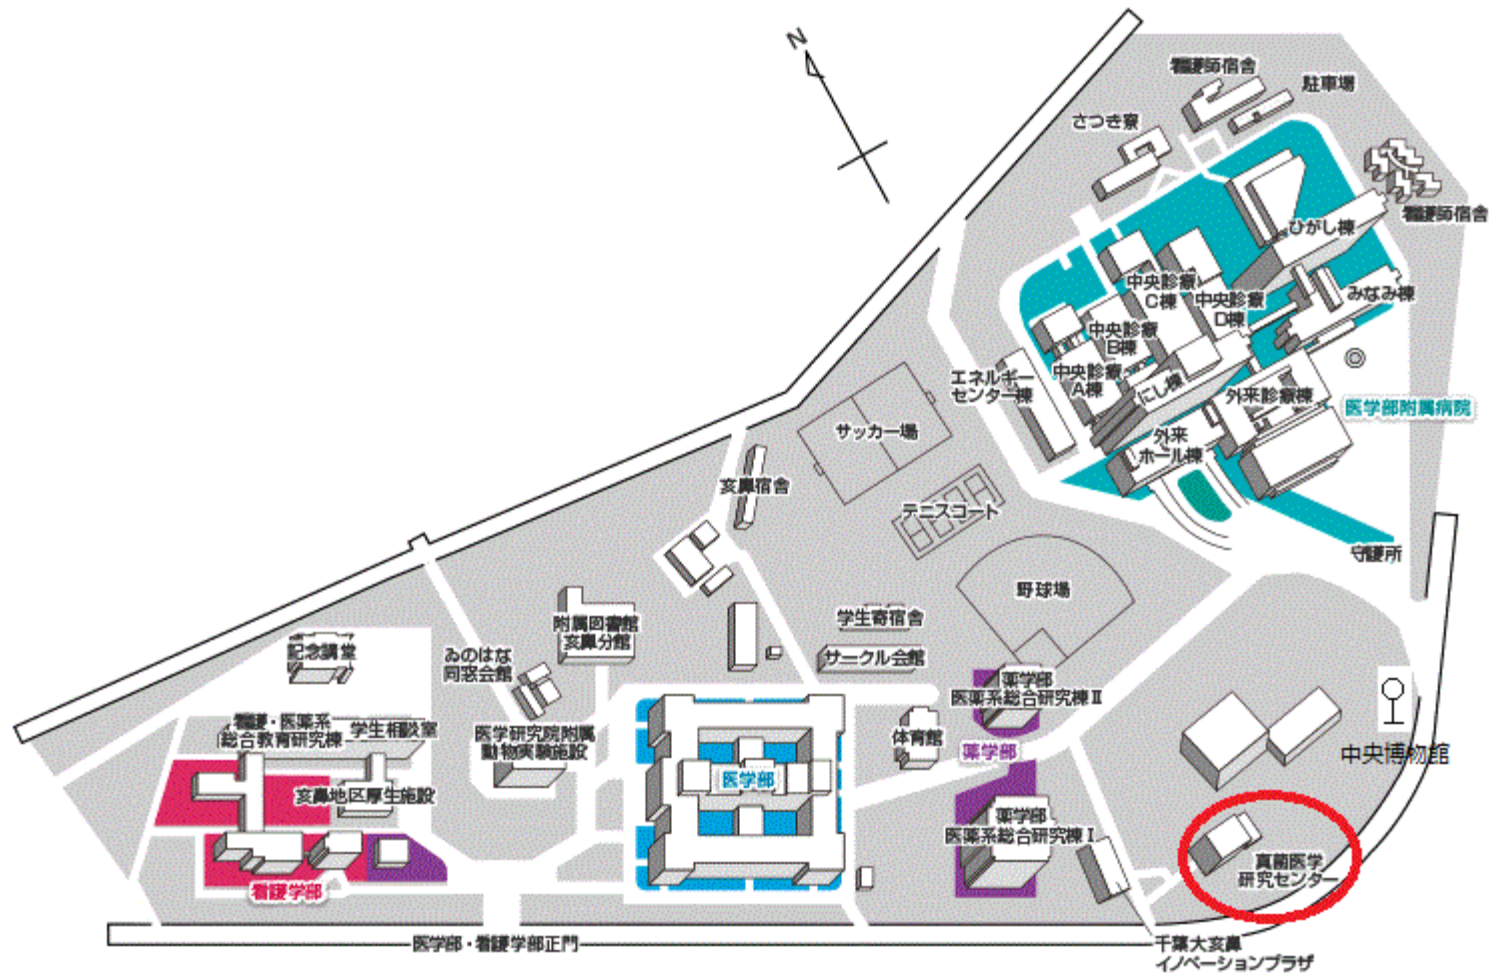 N
看護師宿舎
駐車場
さつき寮
看護師宿舎
ひがし棟
中央診療
C棟
中央診療
D棟
みなみ棟
中央診療
B棟
中央診療
A棟
にし棟
エネルギー
センター棟
外来診療棟
医学部附属病院
外来
ホール棟
サッカー場
亥鼻宿舎
テニスコート
守護所
野球場
附属図書館
亥鼻分館
学生寄宿舎
記念講堂
ゐのはな
同窓会館
サークル会館
薬学部
医薬系総合研究棟Ⅱ
看護・医薬系
総合教育研究棟
学生相談室
医学研究院附属
動物実験施設
体育館
薬学部
中央博物館
医学部
亥鼻地区厚生施設
薬学部
医薬系総合研究棟Ⅰ
真菌医学
研究センター
看護学部
医学部・看護学部正門
千葉大亥鼻
イノベーションプラザ